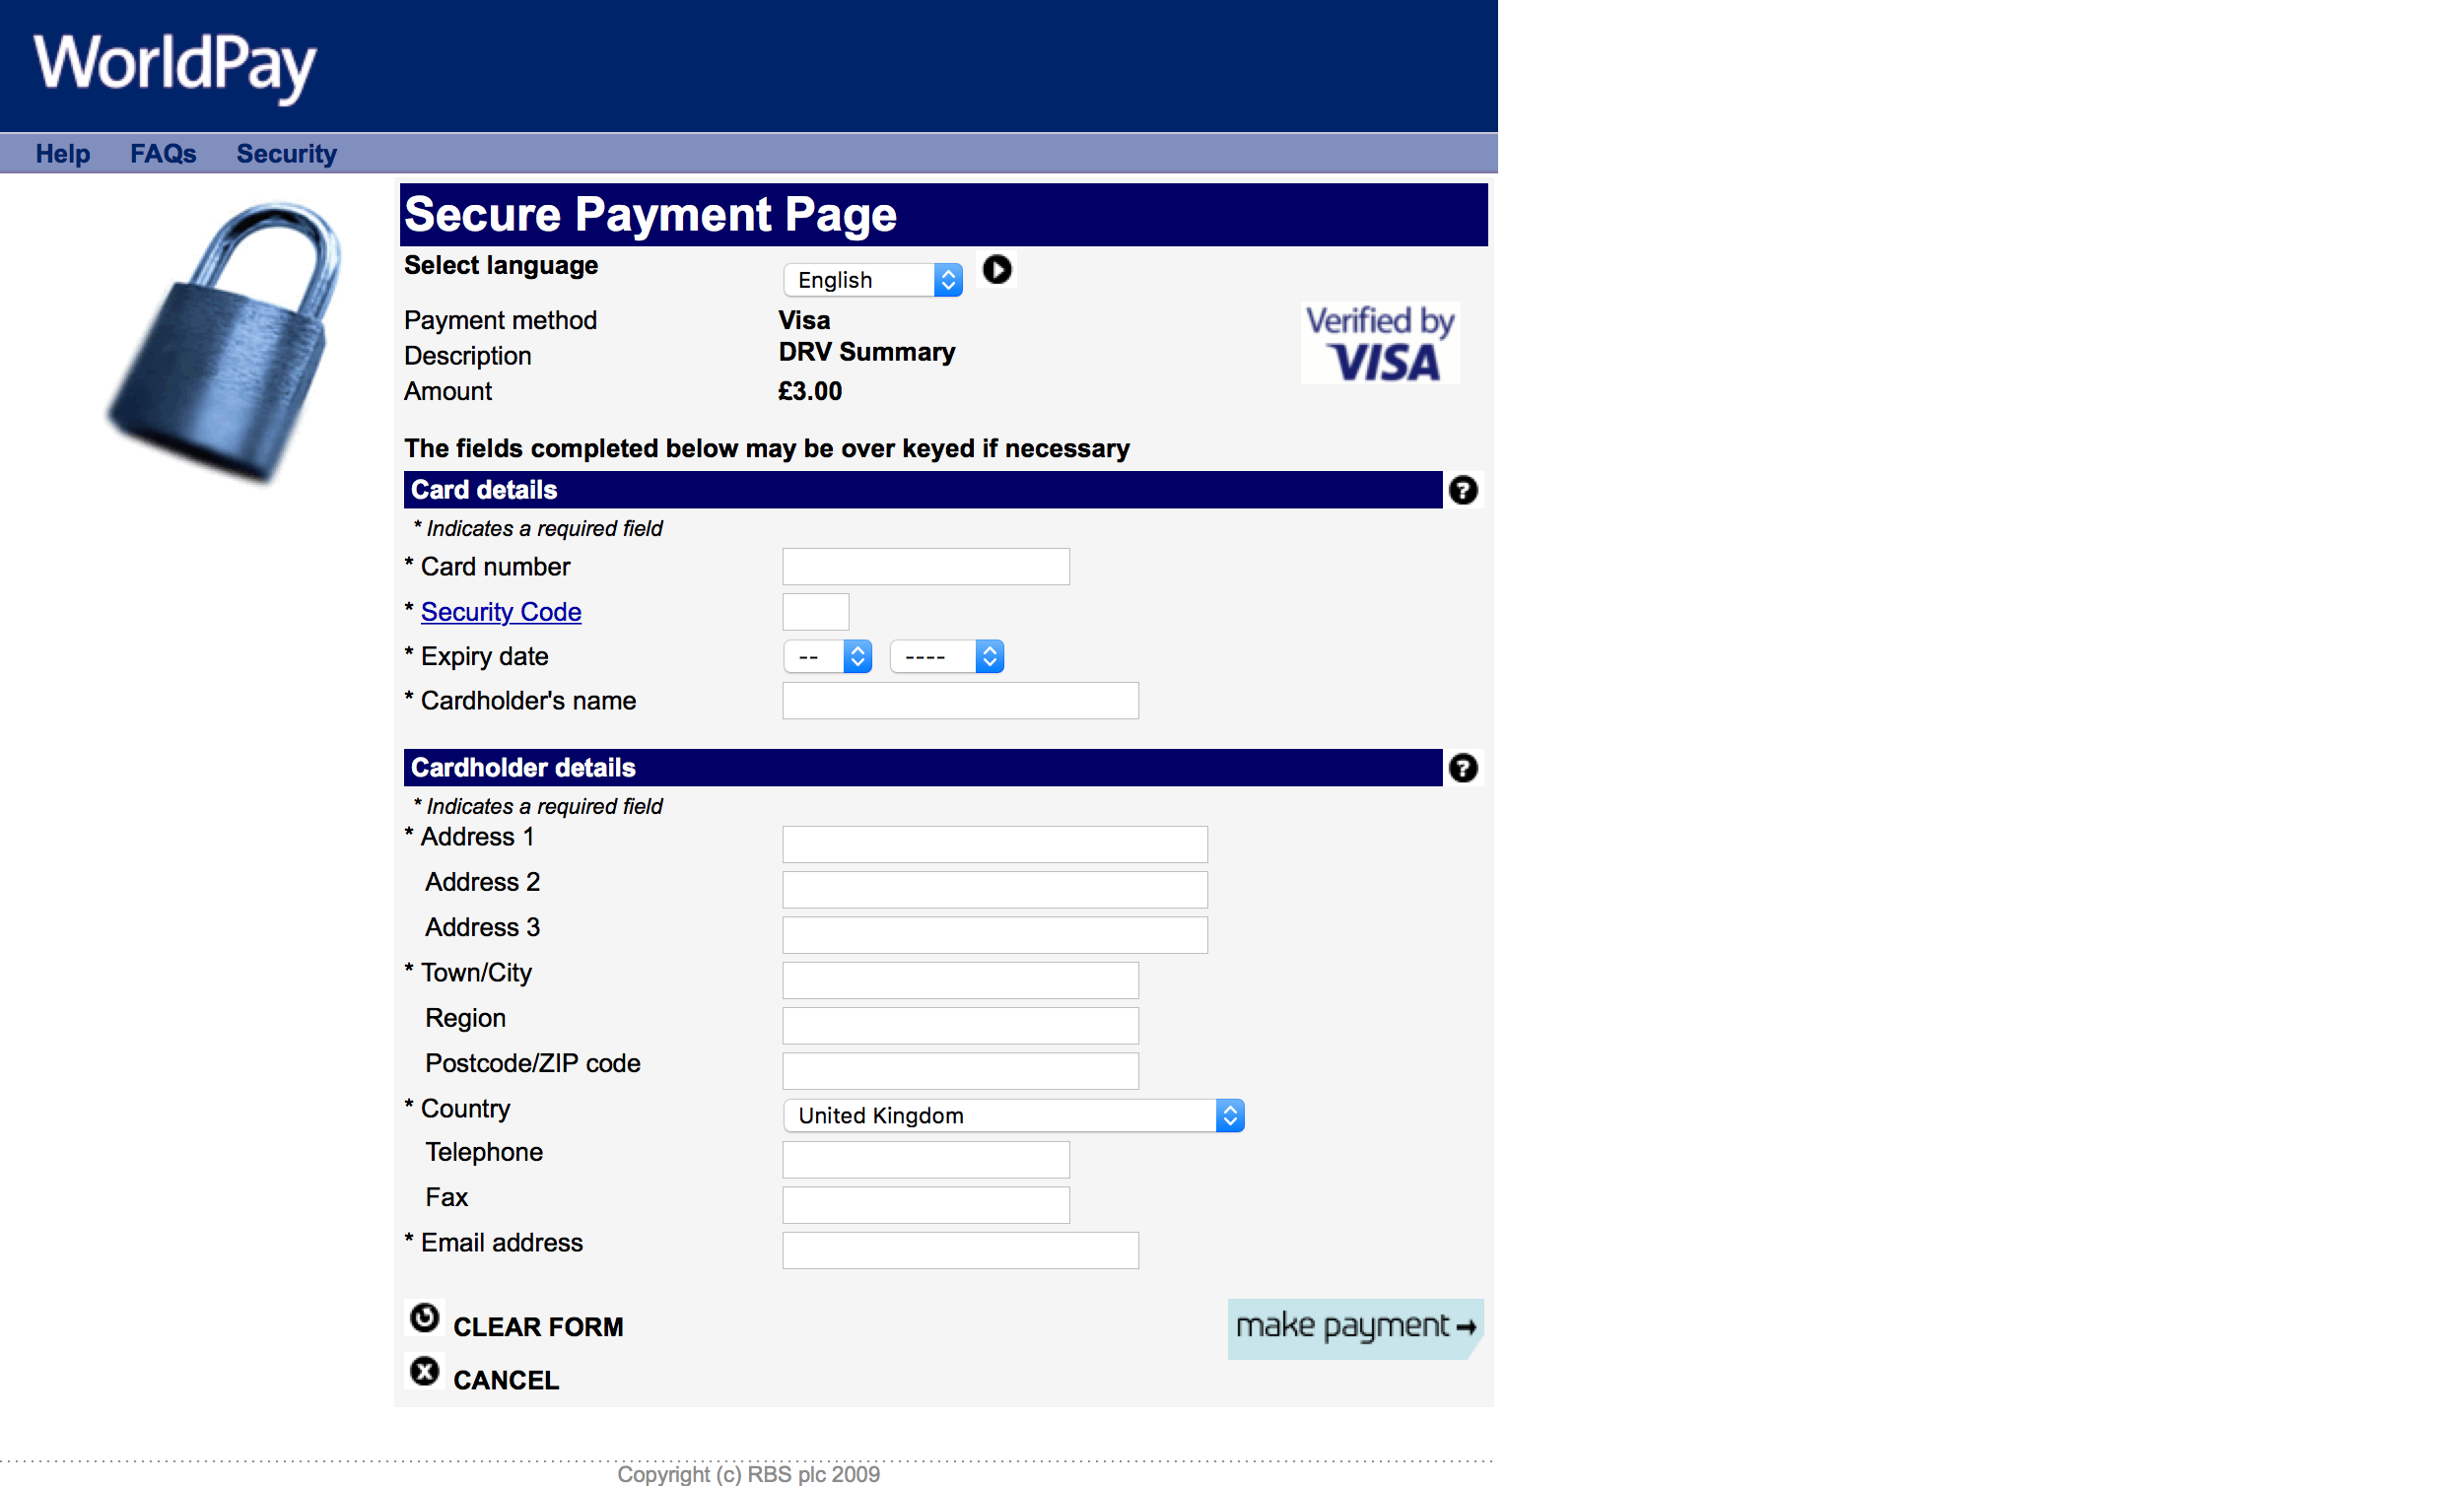 WorldPay
Help FAQs Security
Secure Payment Page
Select language English
Payment method Visa
Verified by
VISA
Description DRV Summary
Amount £3.00
The fields completed below may be over keyed if necessary
Card details ?
* Indicates a required field
* Card number
* Security Code
* Expiry date -- ----
* Cardholder's name
Cardholder details ?
* Indicates a required field
* Address 1
Address 2
Address 3
* Town/City
Region
Postcode/ZIP code
* Country United Kingdom
Telephone
Fax
* Email address
CLEAR FORM make payment
CANCEL
Copyright (c) RBS plc 2009